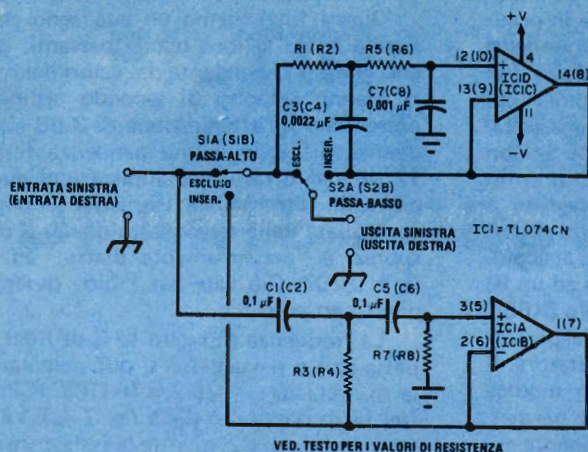 +V
R1(R2)
R5(R6)
12(10)
+
4
IC1D
(IC1C)
14(8)
13(9)
−
11
−V
C3(C4)
0,0022 µF
C7(C8)
0,001 µF
S1A (S1B)
PASSA-ALTO
ESCL.
INSER.
ENTRATA SINISTRA
(ENTRATA DESTRA)
ESCLUSO
INSER.
S2A (S2B)
PASSA-BASSO
USCITA SINISTRA
(USCITA DESTRA)
IC1 = TL074CN
C1(C2)
0,1 µF
C5 (C6)
0,1 µF
3(5)
+
IC1A
(IC1B)
1(7)
2(6)
−
R7(R8)
R3(R4)
VED. TESTO PER I VALORI DI RESISTENZA